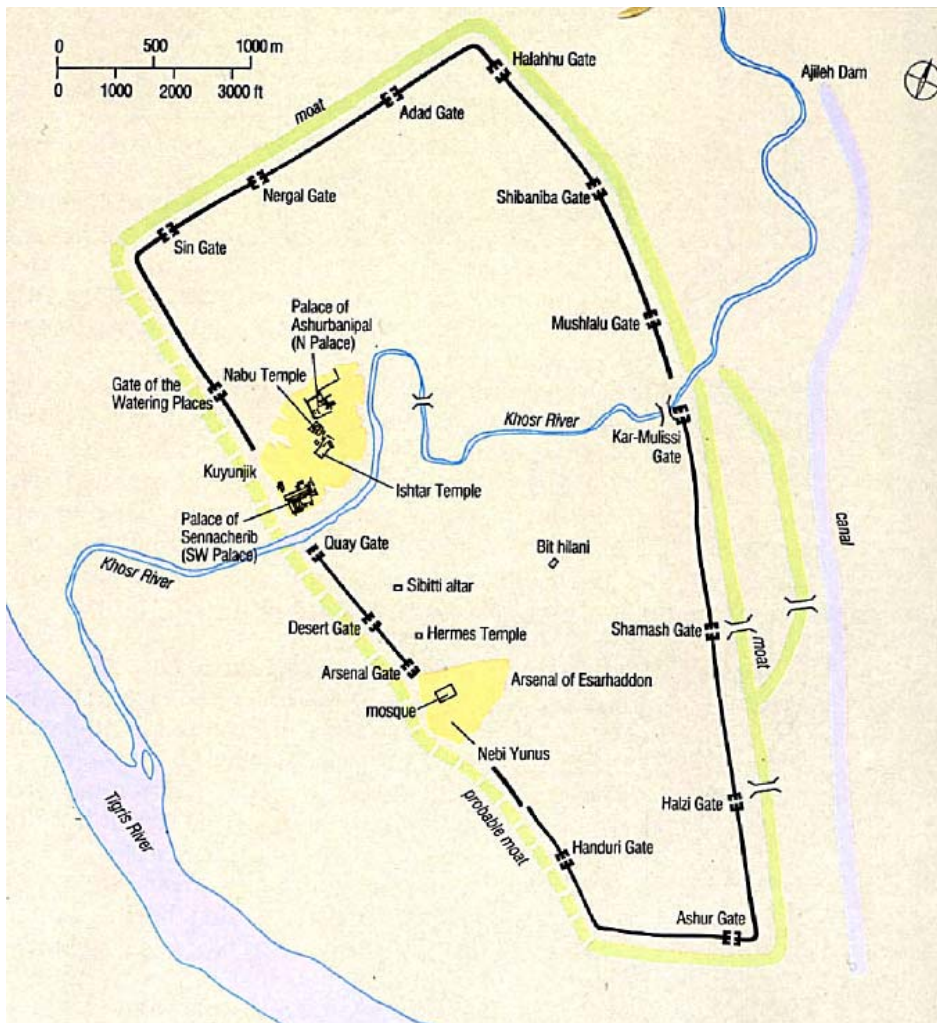 0 500 1000 m
0 1000 2000 3000 ft
Halahhu Gate
Ajileh Dam
moat
Adad Gate
Nergal Gate
Shibaniba Gate
Sin Gate
Palace of
Ashurbanipal
(N Palace)
Mushlalu Gate
Nabu Temple
Gate of the
Watering Places
Khosr River
Kar-Mulissi
Gate
Kuyunjik
Ishtar Temple
Palace of
Sennacherib
(SW Palace)
canal
Quay Gate
Bit hilani
Khosr River
Sibitti altar
Desert Gate
Hermes Temple
Shamash Gate
moat
Arsenal Gate
Arsenal of Esarhaddon
mosque
Nebi Yunus
Tigris River
probable moat
Halzi Gate
Handuri Gate
Ashur Gate